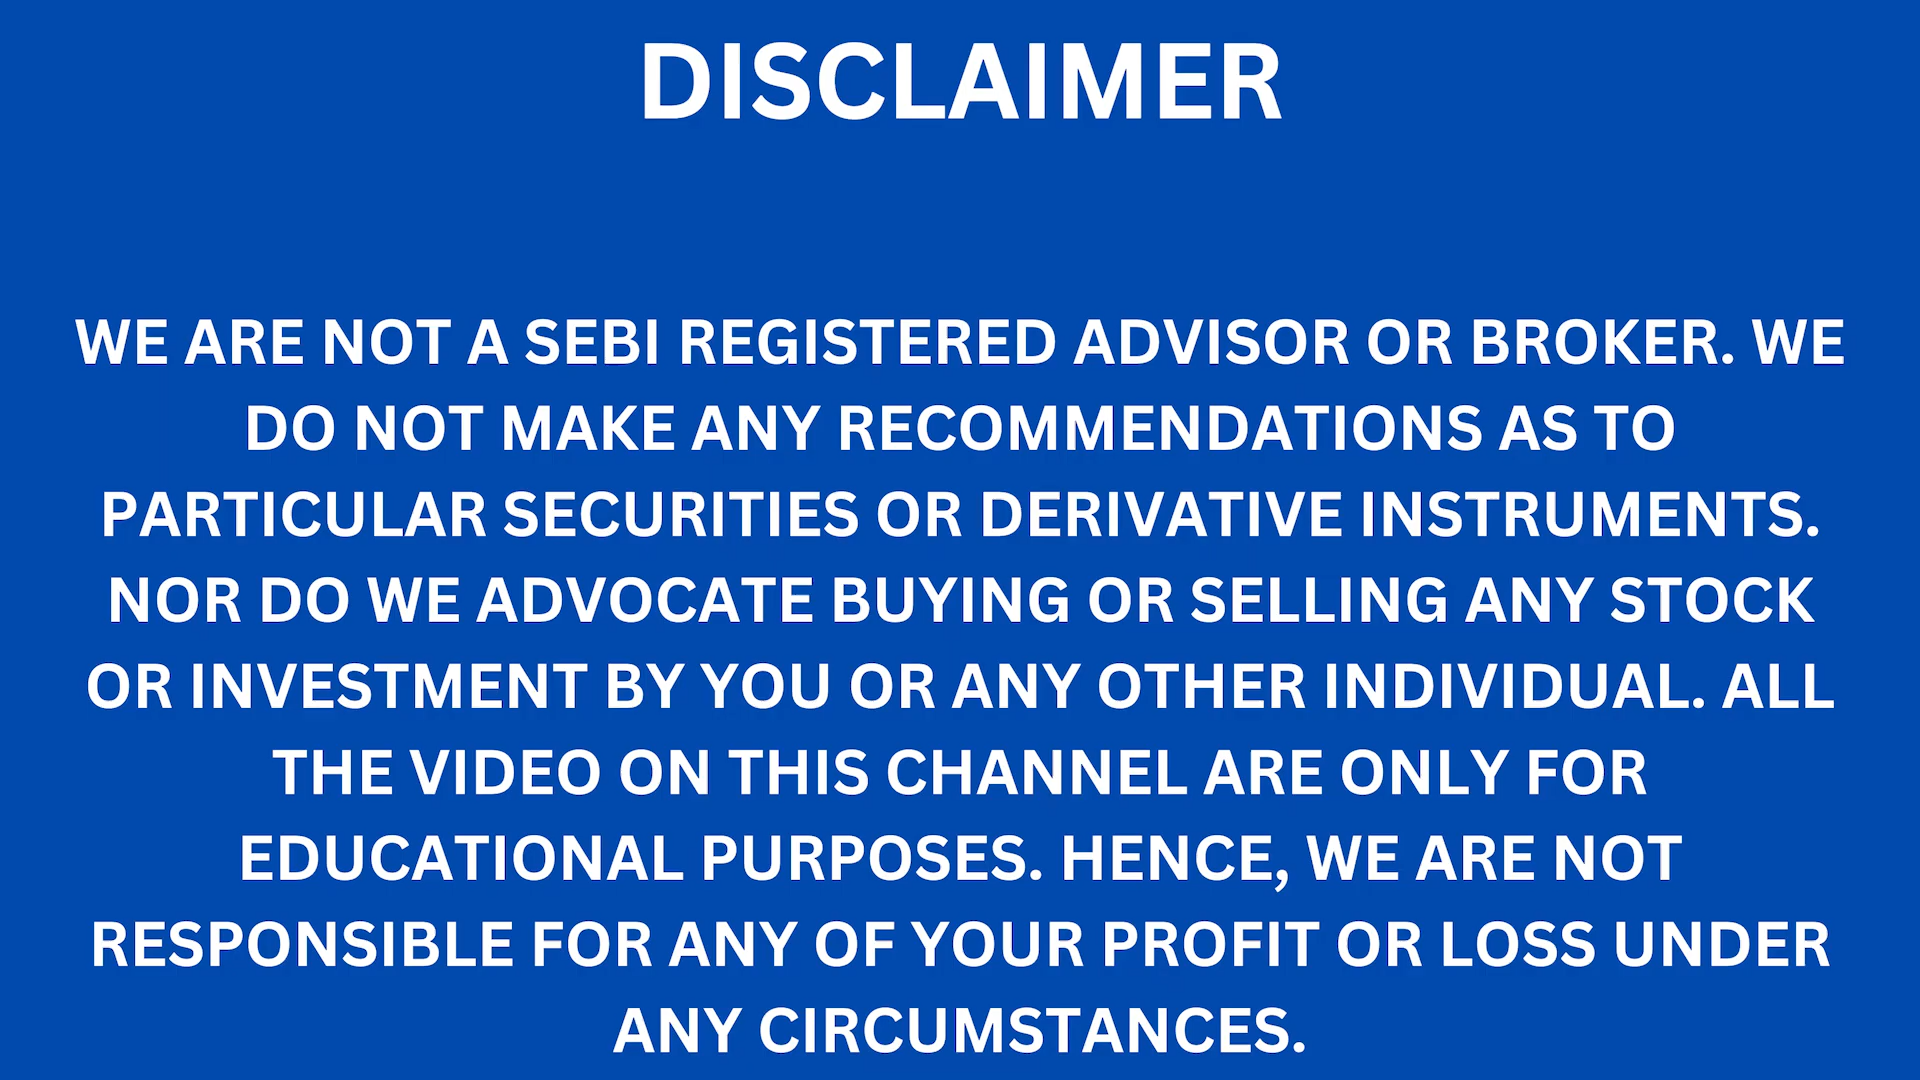 DISCLAIMER
WE ARE NOT A SEBI REGISTERED ADVISOR OR BROKER. WE
DO NOT MAKE ANY RECOMMENDATIONS AS TO
PARTICULAR SECURITIES OR DERIVATIVE INSTRUMENTS.
NOR DO WE ADVOCATE BUYING OR SELLING ANY STOCK
OR INVESTMENT BY YOU OR ANY OTHER INDIVIDUAL. ALL
THE VIDEO ON THIS CHANNEL ARE ONLY FOR
EDUCATIONAL PURPOSES. HENCE, WE ARE NOT
RESPONSIBLE FOR ANY OF YOUR PROFIT OR LOSS UNDER
ANY CIRCUMSTANCES.